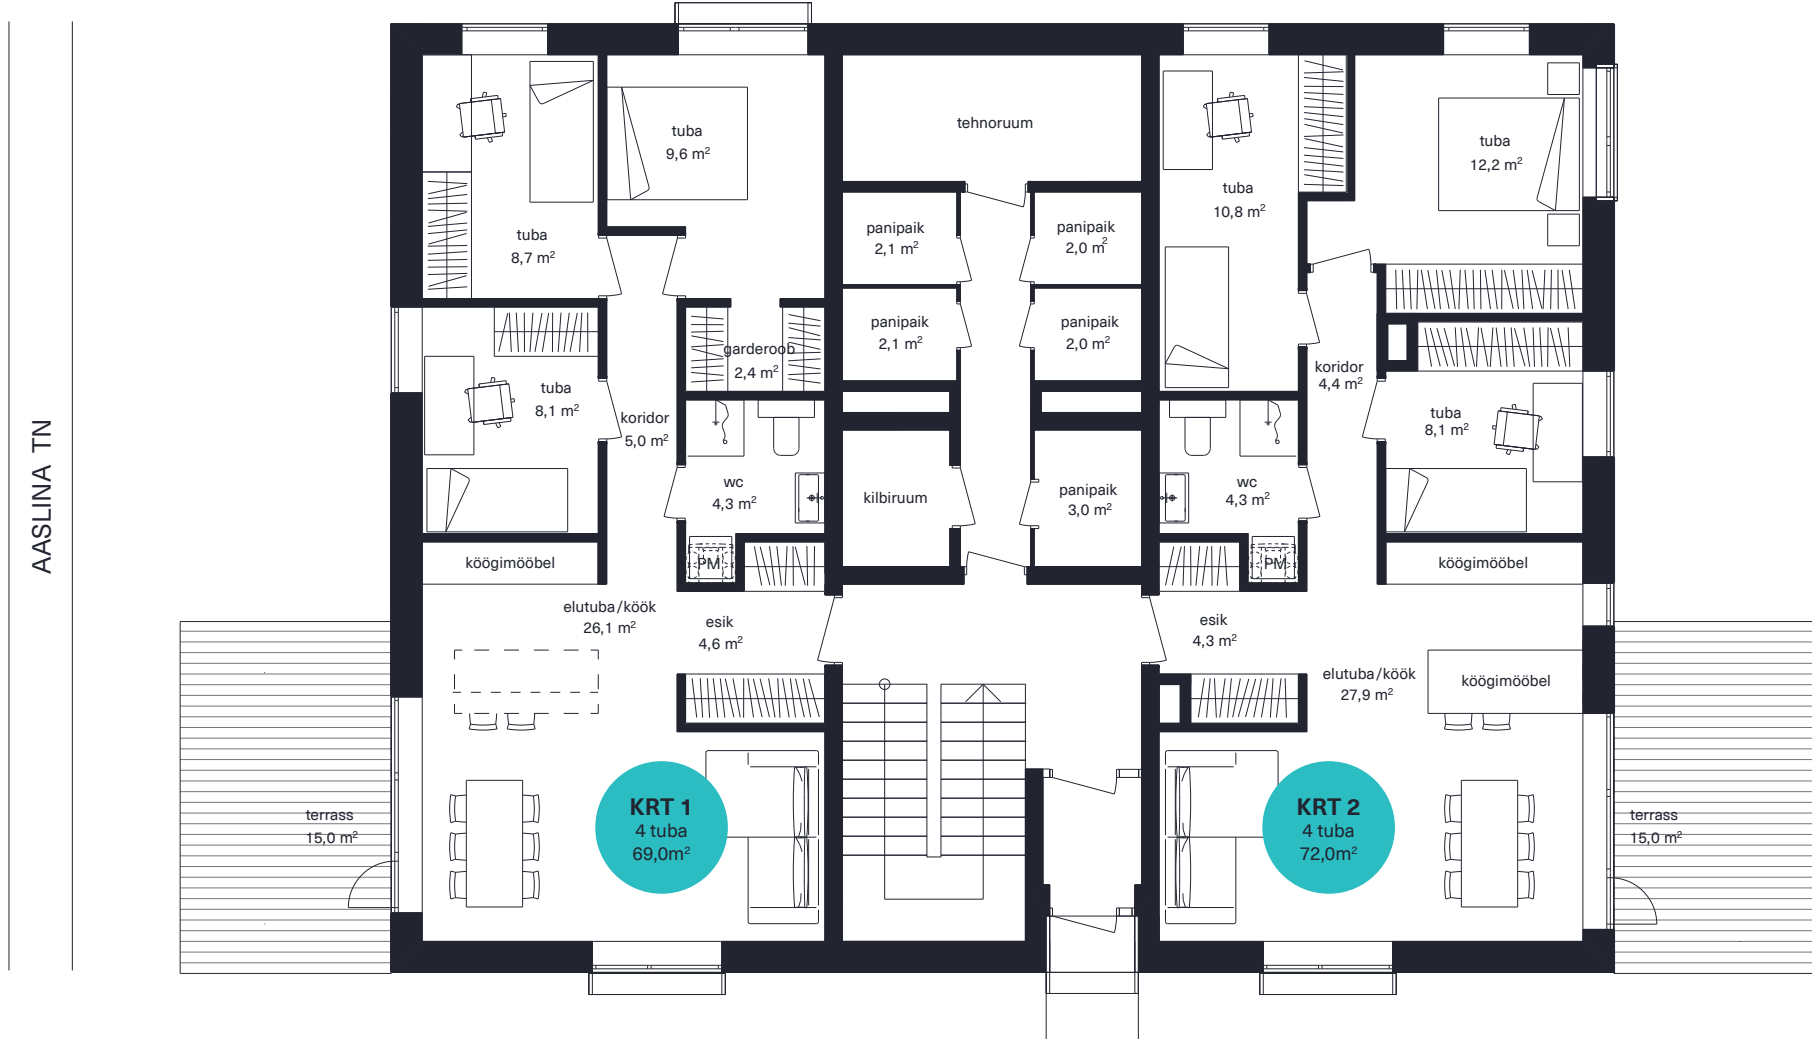 AASLINA TN
tuba
8,7 m²
tuba
9,6 m²
tehnoruum
tuba
10,8 m²
tuba
12,2 m²
panipaik
2,1 m²
panipaik
2,0 m²
panipaik
2,1 m²
panipaik
2,0 m²
garderoob
2,4 m²
tuba
8,1 m²
koridor
5,0 m²
koridor
4,4 m²
tuba
8,1 m²
wc
4,3 m²
kilbiruum
panipaik
3,0 m²
wc
4,3 m²
köögimööbel
PM
PM
köögimööbel
elutuba/köök
26,1 m²
esik
4,6 m²
esik
4,3 m²
elutuba/köök
27,9 m²
köögimööbel
terrass
15,0 m²
KRT 1
4 tuba
69,0m²
KRT 2
4 tuba
72,0m²
terrass
15,0 m²